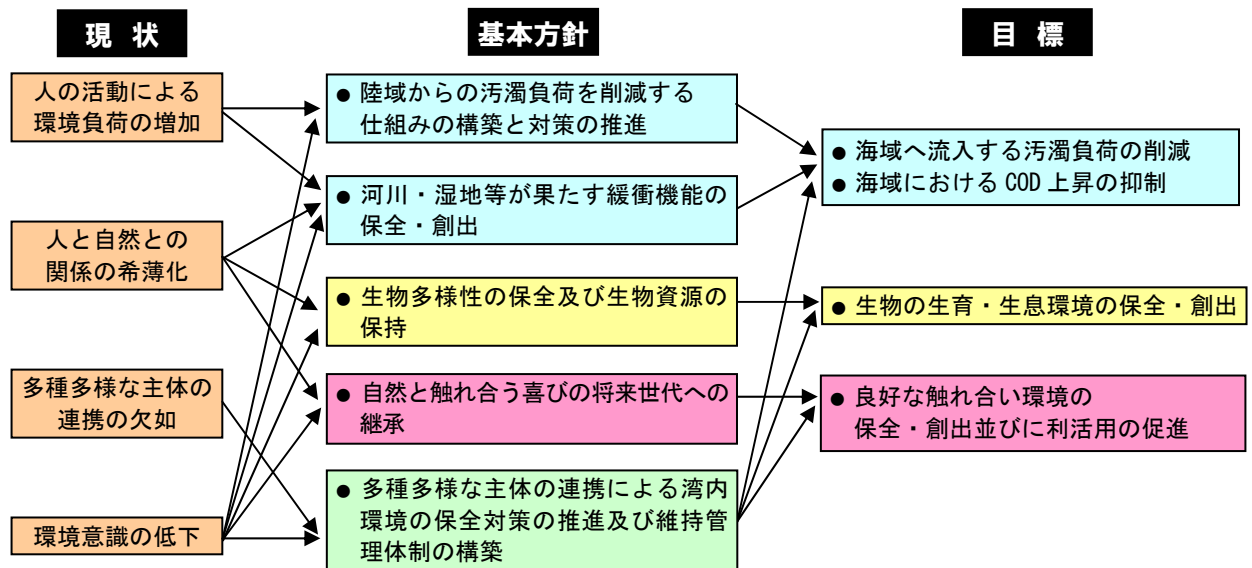 現 状
人の活動による
環境負荷の増加
人と自然との
関係の希薄化
多種多様な主体の
連携の欠如
環境意識の低下
基本方針
● 陸域からの汚濁負荷を削減する
仕組みの構築と対策の推進
● 河川・湿地等が果たす緩衝機能の
保全・創出
● 生物多様性の保全及び生物資源の
保持
● 自然と触れ合う喜びの将来世代への
継承
● 多種多様な主体の連携による湾内
環境の保全対策の推進及び維持管
理体制の構築
目 標
● 海域へ流入する汚濁負荷の削減
● 海域における COD 上昇の抑制
● 生物の生育・生息環境の保全・創出
● 良好な触れ合い環境の
保全・創出並びに利活用の促進